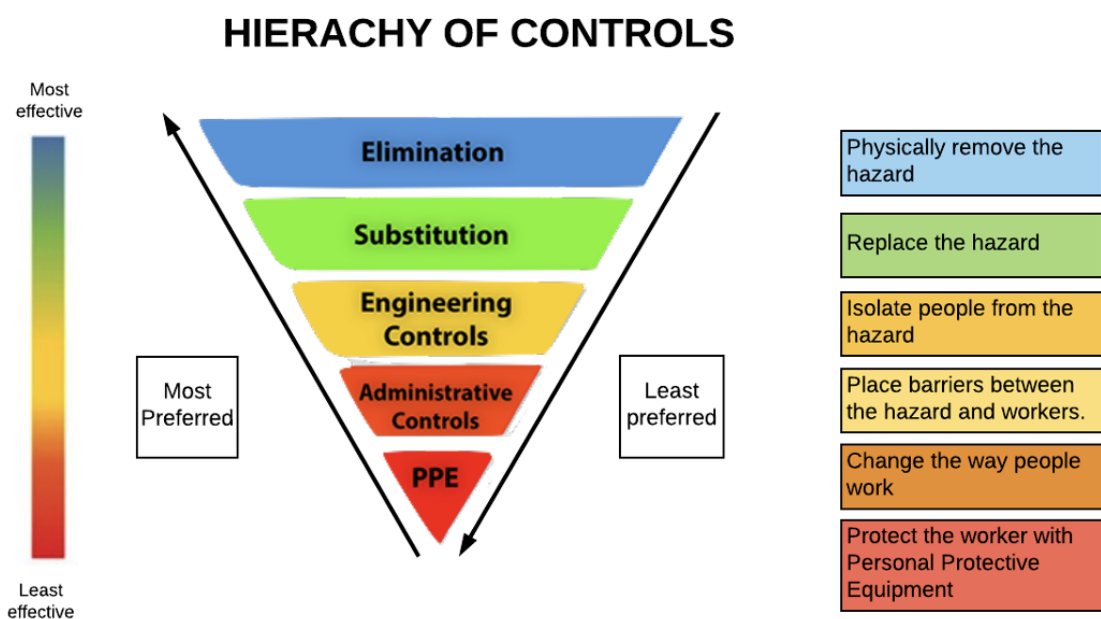 HIERACHY OF CONTROLS
Most
effective
Elimination
Substitution
Engineering
Controls
Administrative
Controls
PPE
Most
Preferred
Least
preferred
Least
effective
Physically remove the
hazard
Replace the hazard
Isolate people from the
hazard
Place barriers between
the hazard and workers.
Change the way people
work
Protect the worker with
Personal Protective
Equipment